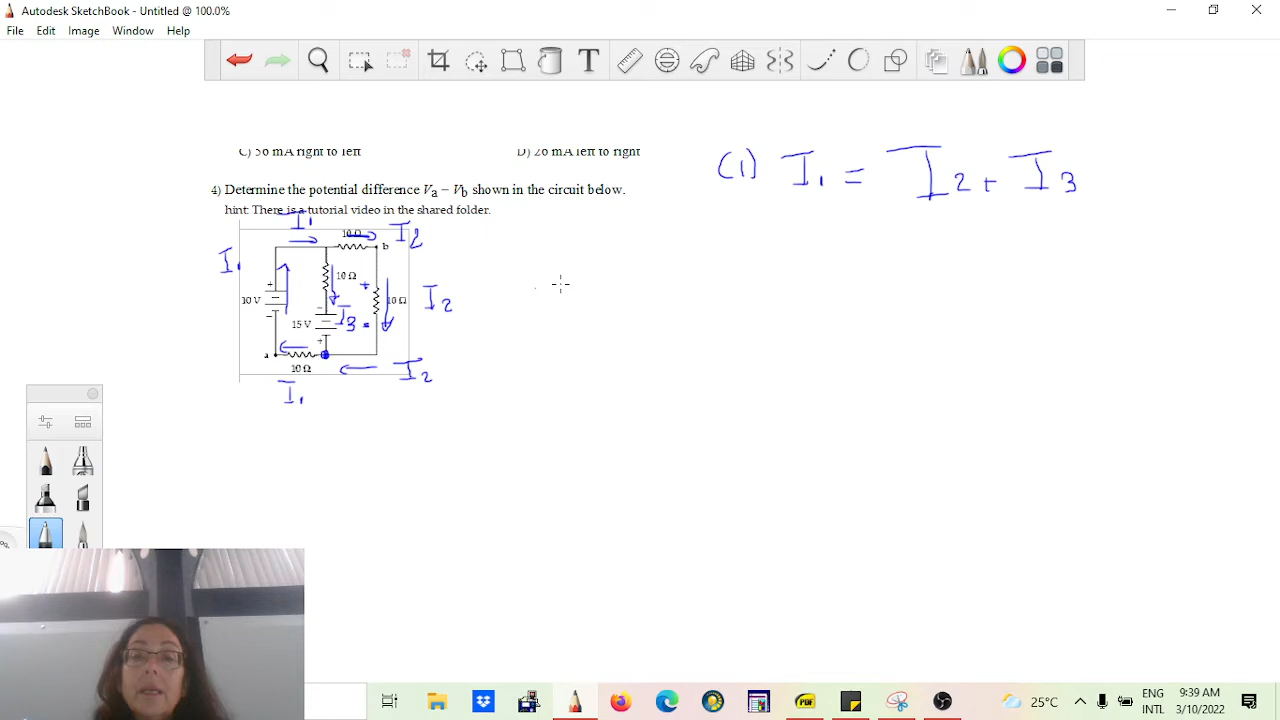 Autodesk SketchBook - Untitled @ 100.0%
File Edit Image Window Help
C) 56 mA right to left D) 26 mA left to right
4) Determine the potential difference Va – Vb shown in the circuit below.
hint: There is a tutorial video in the shared folder.
(1) I1 = I2 + I3
I1
10 Ω I2
b
I1
10 Ω
+
10 V
+
-
10 Ω I2
15 V
-
+
I3
a
10 Ω
I2
I1
ENG
INTL
25°C
9:39 AM
3/10/2022
PDF